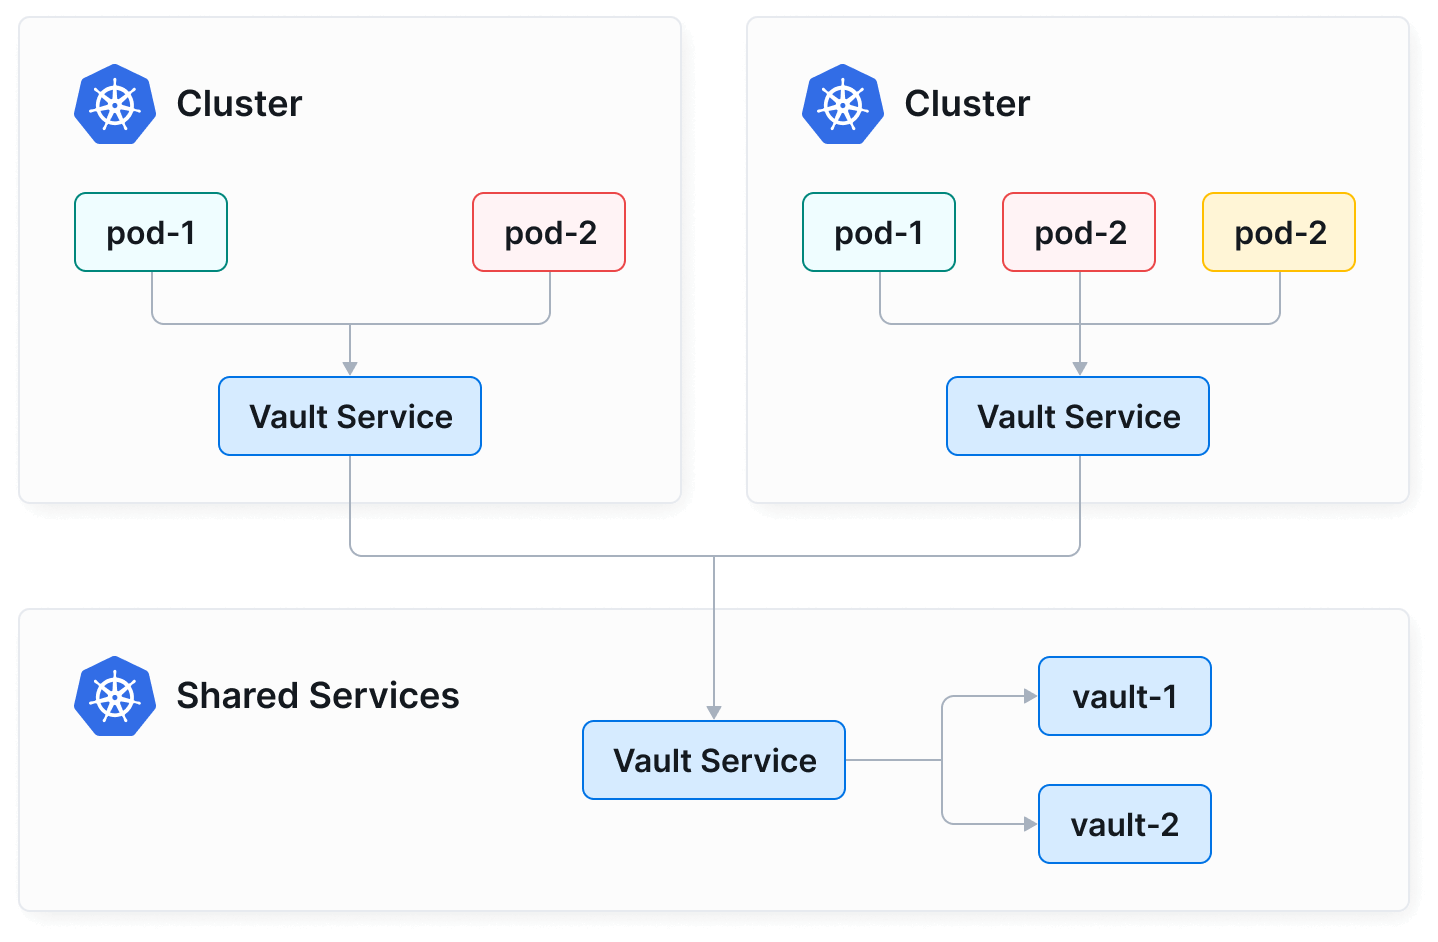 Cluster
pod-1
pod-2
Vault Service
Cluster
pod-1
pod-2
pod-2
Vault Service
Shared Services
Vault Service
vault-1
vault-2